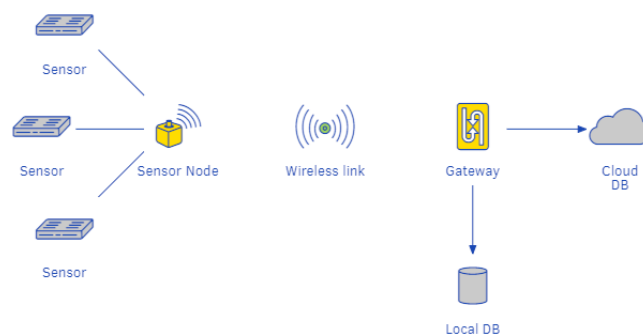 Sensor
Sensor
Sensor Node
Wireless link
Gateway
Cloud
DB
Sensor
Local DB